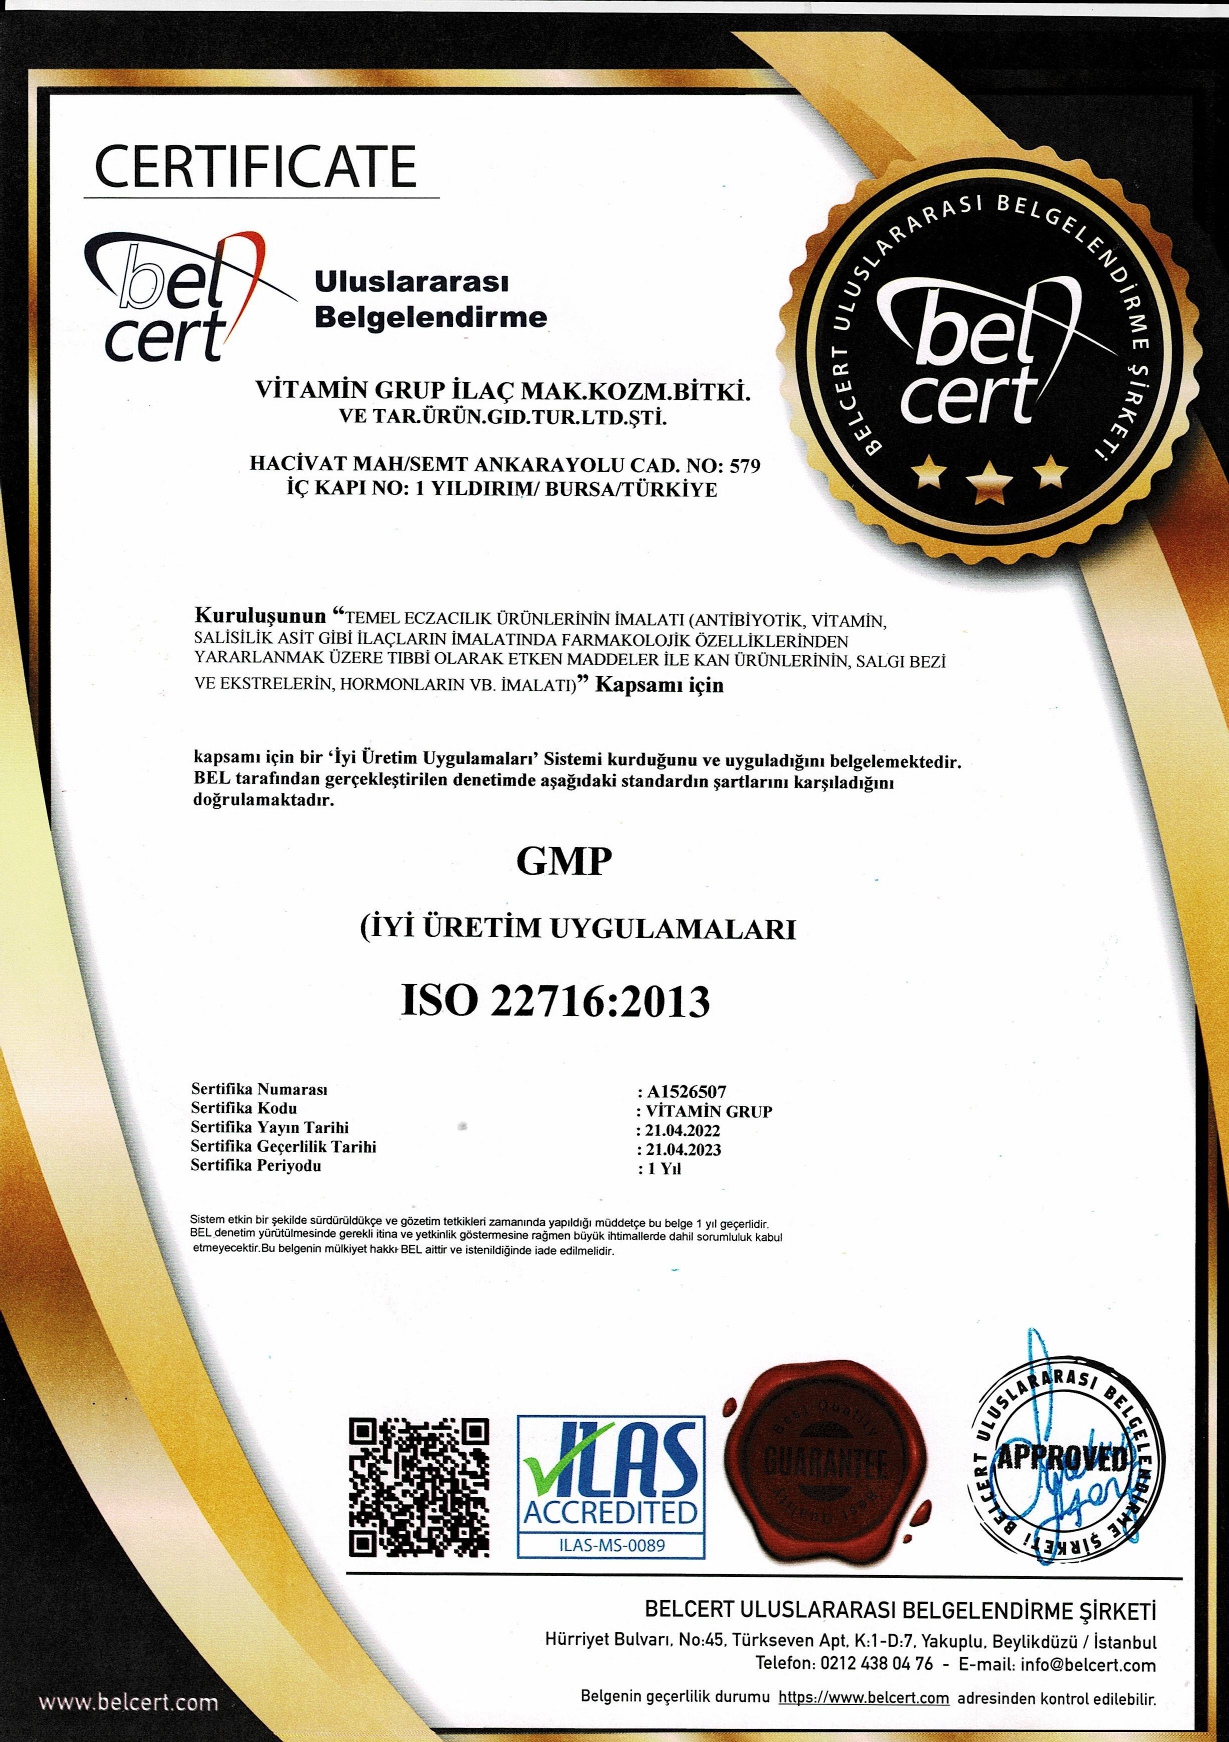 CERTIFICATE
bel
cert
Uluslararası
Belgelendirme
BELCERT ULUSLARARASI BELGELENDİRME ŞİRKETİ
bel
cert
VİTAMİN GRUP İLAÇ MAK.KOZM.BİTKİ.
VE TAR.ÜRÜN.GID.TUR.LTD.ŞTİ.
HACİVAT MAH/SEMT ANKARAYOLU CAD. NO: 579
İÇ KAPI NO: 1 YILDIRIM/ BURSA/TÜRKİYE
Kuruluşunun “TEMEL ECZACILIK ÜRÜNLERİNİN İMALATI (ANTİBİYOTİK, VİTAMİN,
SALİSİLİK ASİT GİBİ İLAÇLARIN İMALATINDA FARMAKOLOJİK ÖZELLİKLERİNDEN
YARARLANMAK ÜZERE TIBBİ OLARAK ETKEN MADDELER İLE KAN ÜRÜNLERİNİN, SALGI BEZİ
VE EKSTRELERİN, HORMONLARIN VB. İMALATI)” Kapsamı için
kapsamı için bir ‘İyi Üretim Uygulamaları’ Sistemi kurduğunu ve uyguladığını belgelemektedir.
BEL tarafından gerçekleştirilen denetimde aşağıdaki standardın şartlarını karşıladığını
doğrulamaktadır.
GMP
(İYİ ÜRETİM UYGULAMALARI
ISO 22716:2013
Sertifika Numarası : A1526507
Sertifika Kodu : VİTAMİN GRUP
Sertifika Yayın Tarihi : 21.04.2022
Sertifika Geçerlilik Tarihi : 21.04.2023
Sertifika Periyodu : 1 Yıl
Sistem etkin bir şekilde sürdürüldükçe ve gözetim tetkikleri zamanında yapıldığı müddetçe bu belge 1 yıl geçerlidir.
BEL denetim yürütülmesinde gerekli itina ve yetkinlik göstermesine rağmen büyük ihtimallerde dahil sorumluluk kabul
etmeyecektir.Bu belgenin mülkiyet hakkı BEL aittir ve istenildiğinde iade edilmelidir.
ILAS
ACCREDITED
ILAS-MS-0089
Best Quality
GUARANTEE
Best Quality
BELCERT ULUSLARARASI BELGELENDİRME ŞİRKETİ
APPROVED
BELCERT ULUSLARARASI BELGELENDİRME ŞİRKETİ
Hürriyet Bulvarı, No:45, Türkseven Apt, K:1-D:7, Yakuplu, Beylikdüzü / İstanbul
Telefon: 0212 438 04 76 - E-mail: info@belcert.com
Belgenin geçerlilik durumu https://www.belcert.com adresinden kontrol edilebilir.
www.belcert.com